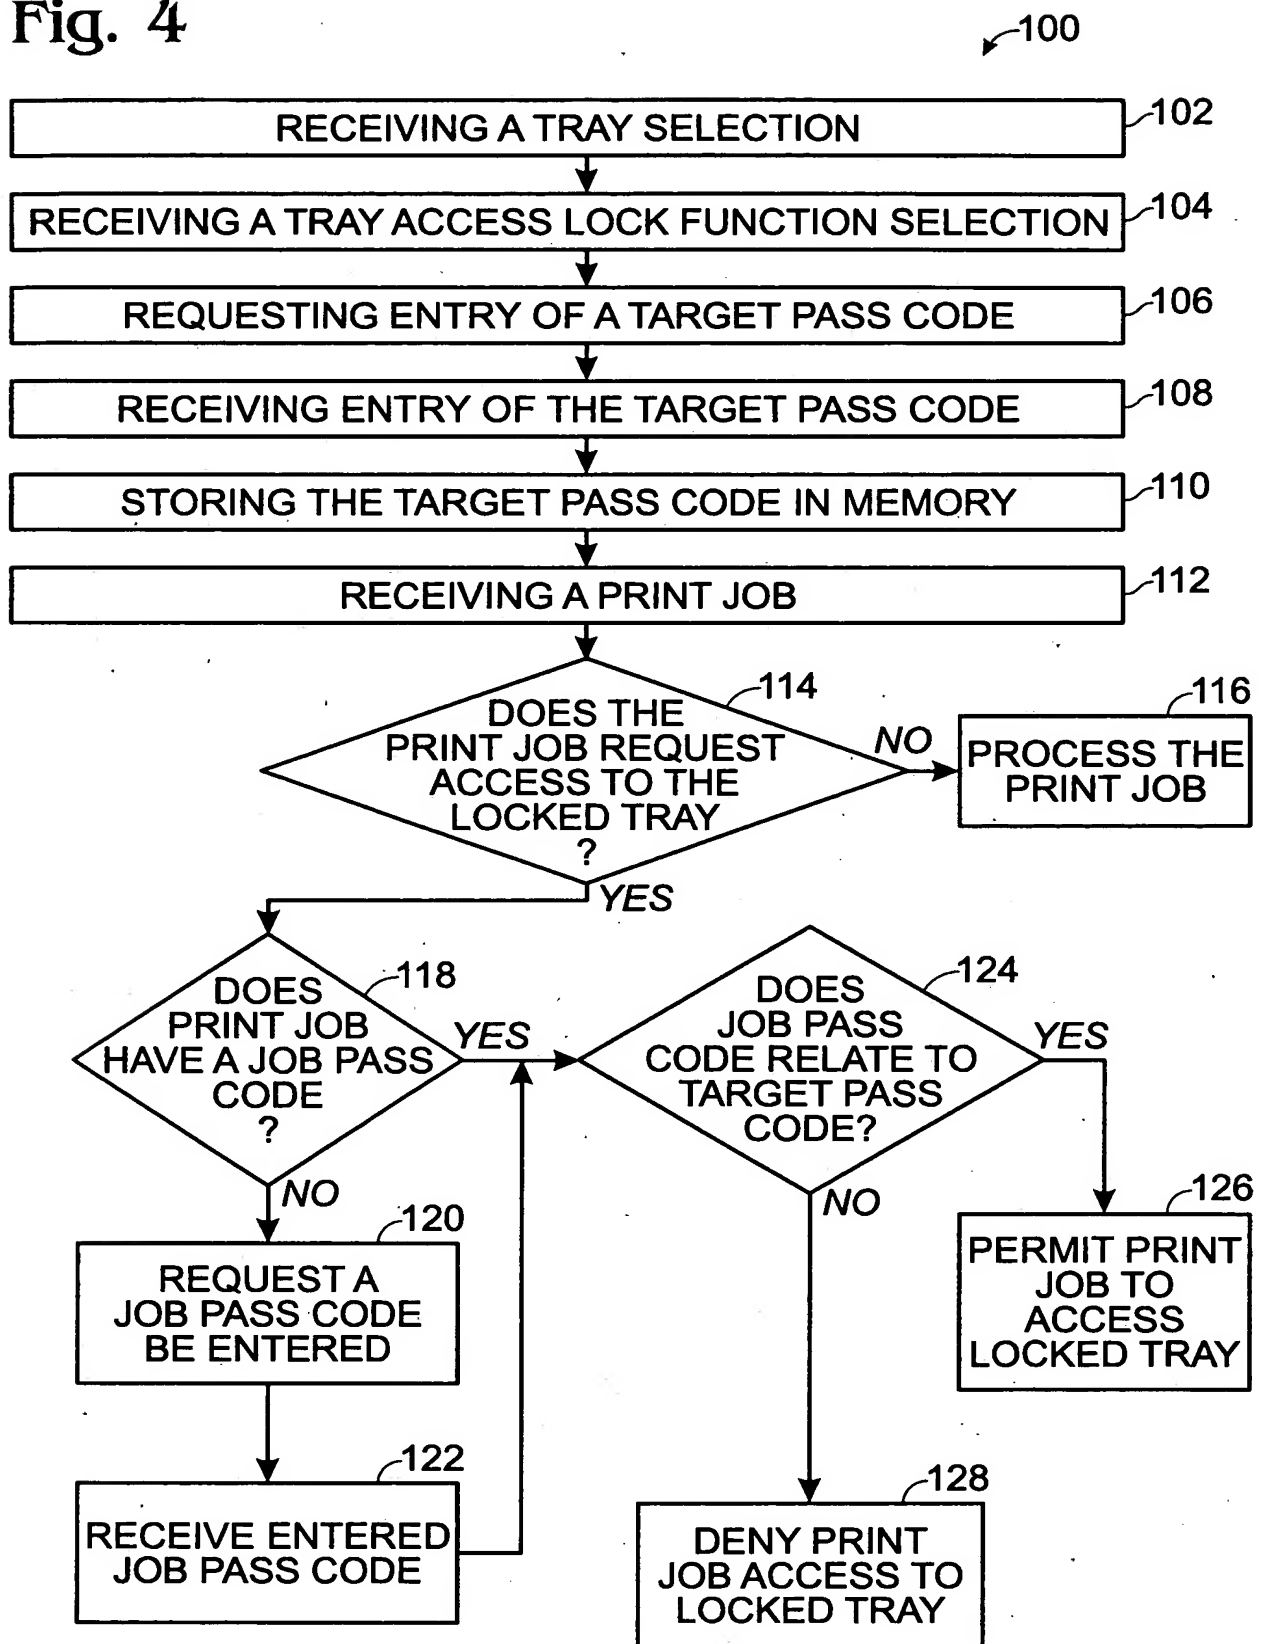 Fig. 4
100
RECEIVING A TRAY SELECTION
102
RECEIVING A TRAY ACCESS LOCK FUNCTION SELECTION
104
REQUESTING ENTRY OF A TARGET PASS CODE
106
RECEIVING ENTRY OF THE TARGET PASS CODE
108
STORING THE TARGET PASS CODE IN MEMORY
110
RECEIVING A PRINT JOB
112
114
DOES THE
PRINT JOB REQUEST
ACCESS TO THE
LOCKED TRAY
?
NO
116
PROCESS THE
PRINT JOB
YES
118
DOES
PRINT JOB
HAVE A JOB PASS
CODE
?
YES
124
DOES
JOB PASS
CODE RELATE TO
TARGET PASS
CODE?
YES
NO
120
REQUEST A
JOB PASS CODE
BE ENTERED
NO
126
PERMIT PRINT
JOB TO
ACCESS
LOCKED TRAY
122
RECEIVE ENTERED
JOB PASS CODE
128
DENY PRINT
JOB ACCESS TO
LOCKED TRAY